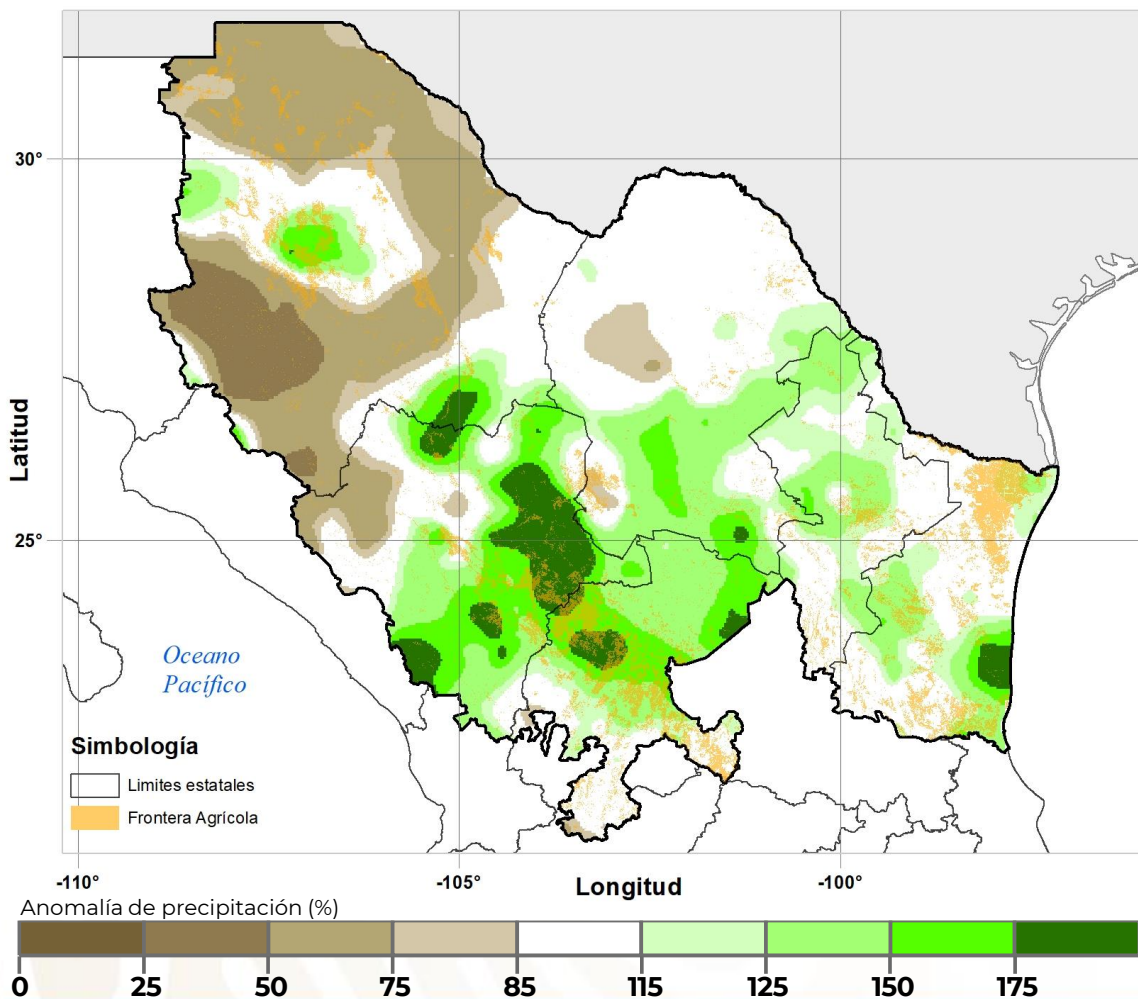 30°
25°
Latitud
Oceano
Pacífico
Simbología
Limites estatales
Frontera Agrícola
-110°
-105°
-100°
Longitud
Anomalía de precipitación (%)
0 25 50 75 85 115 125 150 175